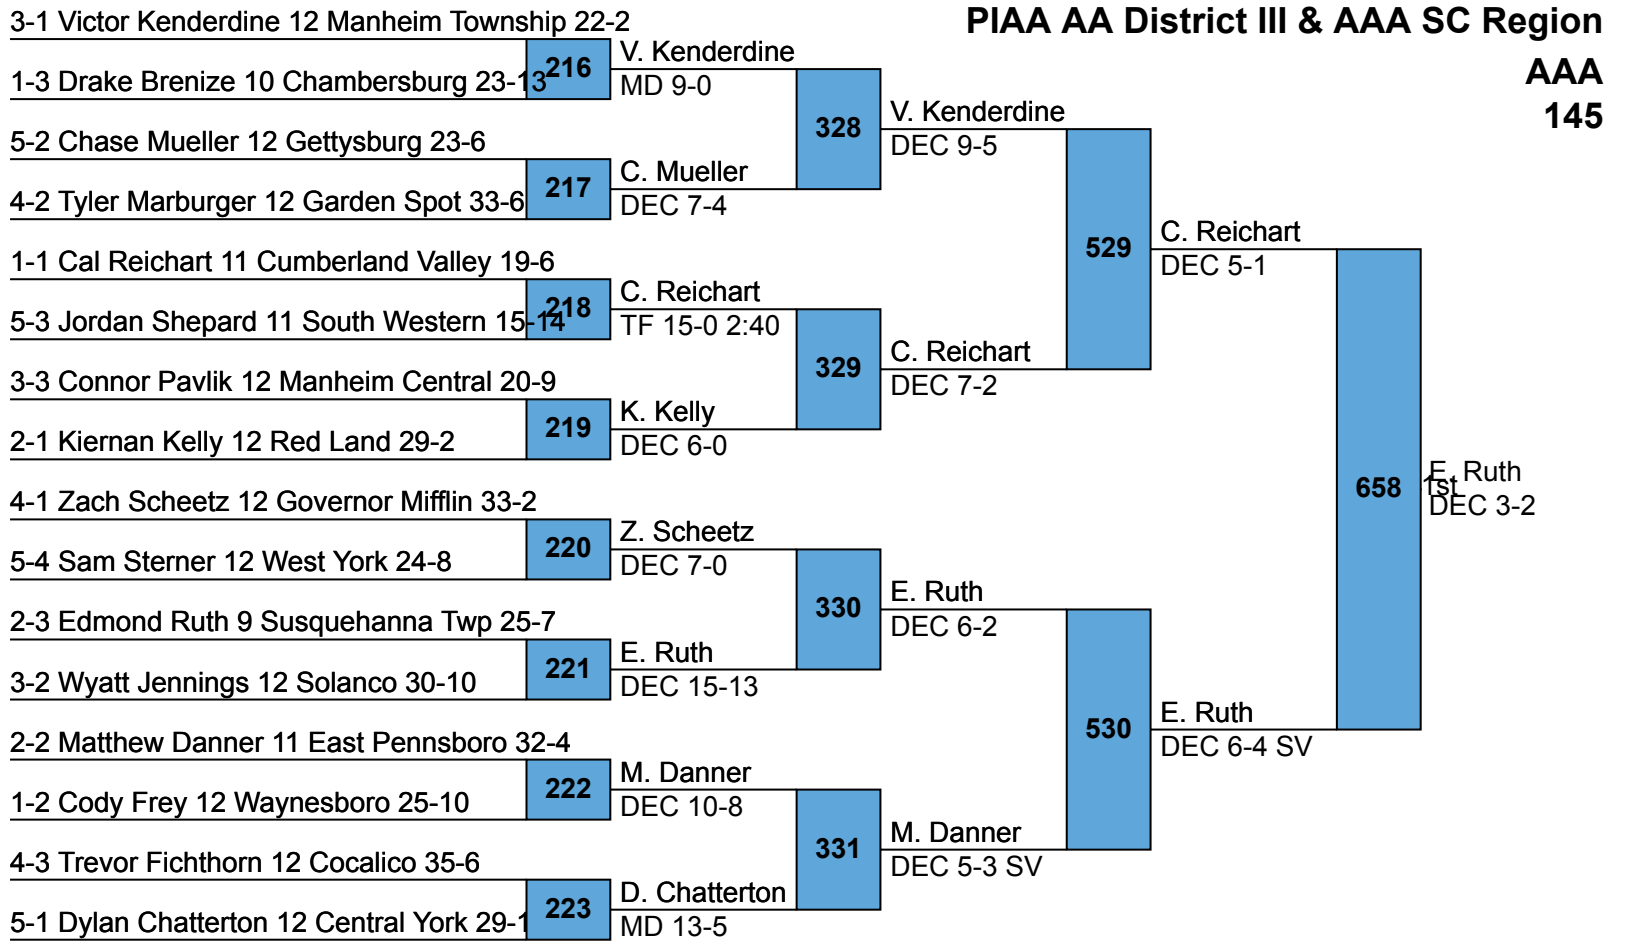 PIAA AA District III & AAA SC Region
AAA
145
3-1 Victor Kenderdine 12 Manheim Township 22-2
1-3 Drake Brenize 10 Chambersburg 23-13
5-2 Chase Mueller 12 Gettysburg 23-6
4-2 Tyler Marburger 12 Garden Spot 33-6
1-1 Cal Reichart 11 Cumberland Valley 19-6
5-3 Jordan Shepard 11 South Western 15-14
3-3 Connor Pavlik 12 Manheim Central 20-9
2-1 Kiernan Kelly 12 Red Land 29-2
4-1 Zach Scheetz 12 Governor Mifflin 33-2
5-4 Sam Sterner 12 West York 24-8
2-3 Edmond Ruth 9 Susquehanna Twp 25-7
3-2 Wyatt Jennings 12 Solanco 30-10
2-2 Matthew Danner 11 East Pennsboro 32-4
1-2 Cody Frey 12 Waynesboro 25-10
4-3 Trevor Fichthorn 12 Cocalico 35-6
5-1 Dylan Chatterton 12 Central York 29-1
216
217
218
219
220
221
222
223
V. Kenderdine
MD 9-0
C. Mueller
DEC 7-4
C. Reichart
TF 15-0 2:40
K. Kelly
DEC 6-0
Z. Scheetz
DEC 7-0
E. Ruth
DEC 15-13
M. Danner
DEC 10-8
D. Chatterton
MD 13-5
328
329
330
331
V. Kenderdine
DEC 9-5
C. Reichart
DEC 7-2
E. Ruth
DEC 6-2
M. Danner
DEC 5-3 SV
529
530
C. Reichart
DEC 5-1
E. Ruth
DEC 6-4 SV
658
E. Ruth
1st
DEC 3-2